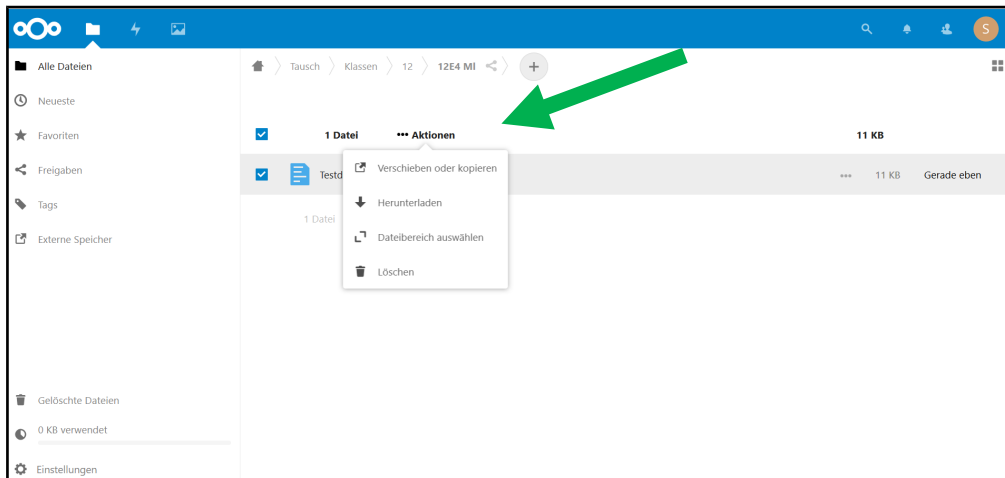 S
Alle Dateien
Tausch Klassen 12 12E4 MI +
Neueste
Favoriten
1 Datei ••• Aktionen 11 KB
Freigaben
Verschieben oder kopieren
Testd ••• 11 KB Gerade eben
Tags
Herunterladen
1 Datei
Externe Speicher
Dateibereich auswählen
Löschen
Gelöschte Dateien
0 KB verwendet
Einstellungen